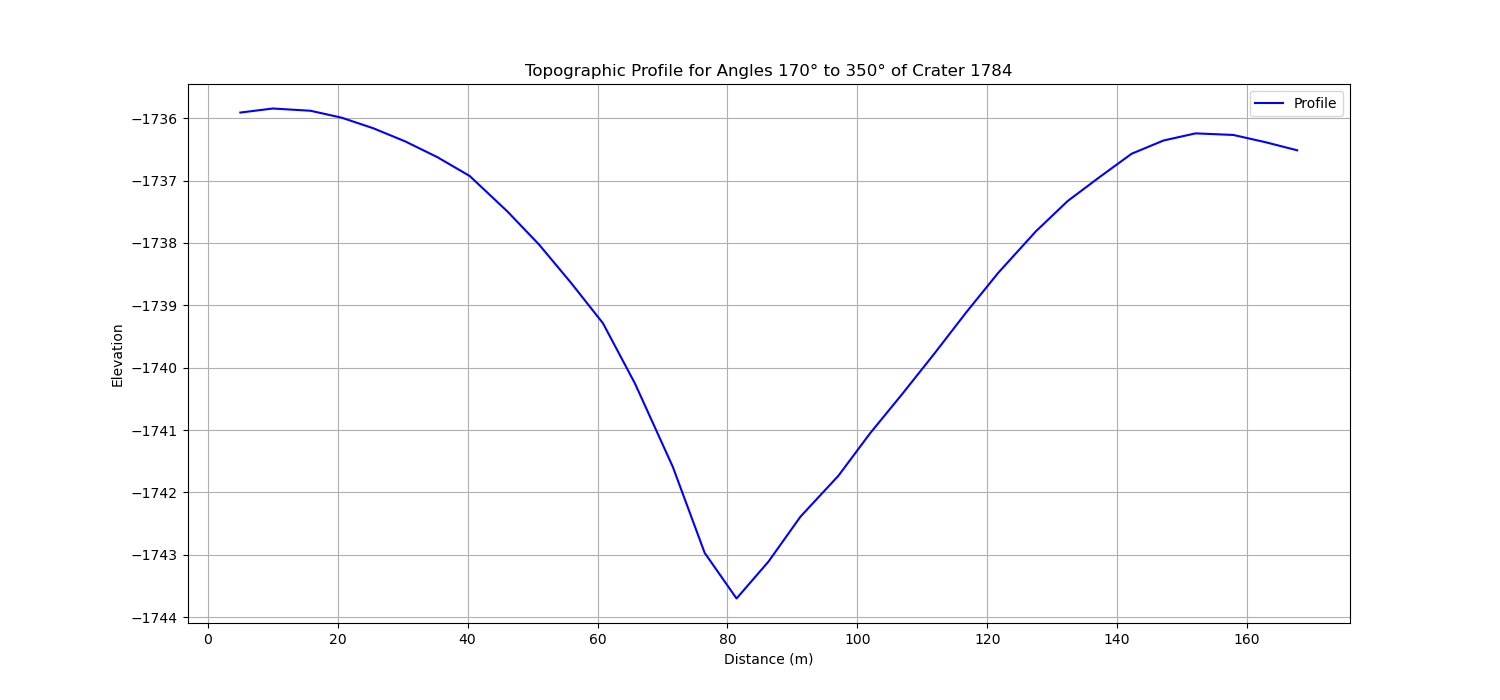 Topographic Profile for Angles 170° to 350° of Crater 1784
Profile
−1736
−1737
−1738
−1739
−1740
−1741
−1742
−1743
−1744
Elevation
0 20 40 60 80 100 120 140 160
Distance (m)